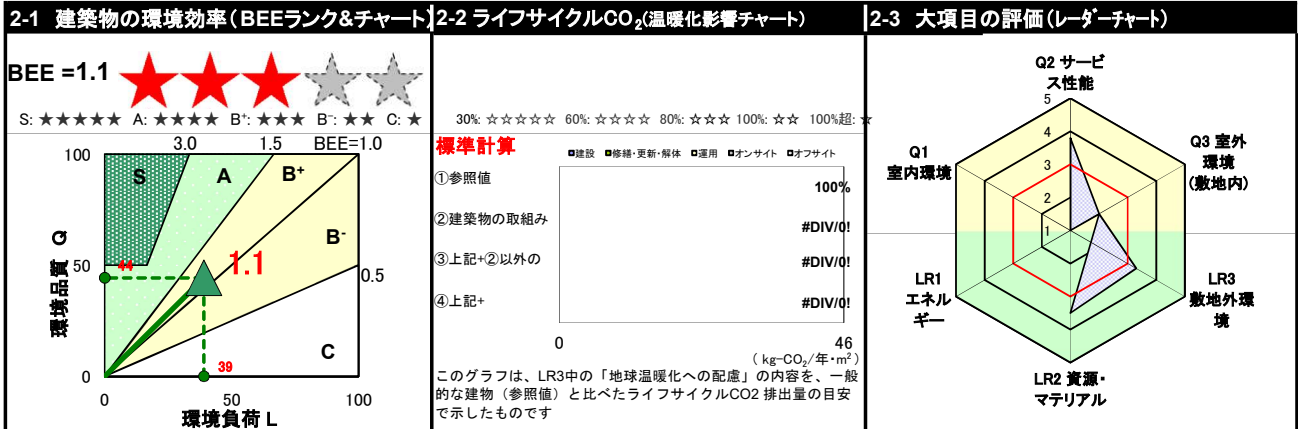 2-1 建築物の環境効率（BEEランク&チャート）
BEE =1.1
S: ★★★★★ A: ★★★★ B⁺: ★★★ B⁻: ★★ C: ★
3.0 1.5 BEE=1.0
100
S A B⁺
B⁻
50
44
1.1
0.5
C
39
0
0 50 100
環境品質 Q
環境負荷 L
2-2 ライフサイクルCO₂(温暖化影響チャート)
30%: ☆☆☆☆☆ 60%: ☆☆☆☆ 80%: ☆☆☆ 100%: ☆☆ 100%超: ☆
標準計算
建設 修繕・更新・解体 運用 オンサイト オフサイト
①参照値 100%
②建築物の取組み #DIV/0!
③上記+②以外の #DIV/0!
④上記+ #DIV/0!
0 46
（ kg-CO₂/年・m²）
このグラフは、LR3中の「地球温暖化への配慮」の内容を、一般
的な建物（参照値）と比べたライフサイクルCO2 排出量の目安
で示したものです
2-3 大項目の評価（レーダーチャート）
Q2 サービ
ス性能
5
4
3
2
1
Q3 室外
環境
(敷地内)
Q1
室内環境
LR1
エネル
ギー
LR3
敷地外環
境
LR2 資源・
マテリアル